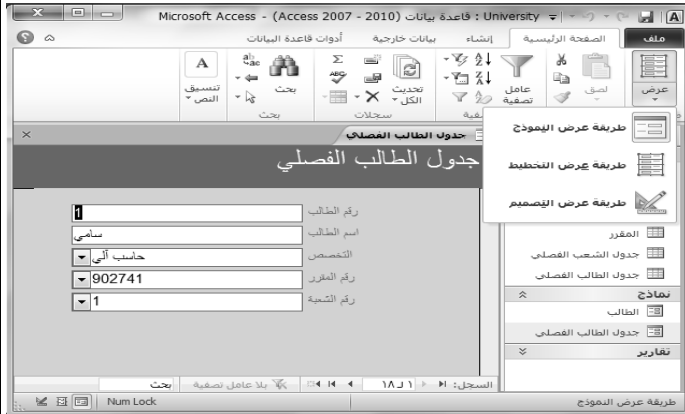 Microsoft Access - (Access 2007 - 2010) قاعدة بيانات : University
ملف
الصفحة الرئيسية
إنشاء
بيانات خارجية
أدوات قاعدة البيانات
عرض
لصق
عامل تصفية
تحديث الكل
بحث
تنسيق النص
سجلات
بحث
طريقة عرض النموذج
طريقة عرض التخطيط
طريقة عرض التصميم
جدول الطالب الفصلي
جدول الطالب الفصلي
رقم الطالب 1
اسم الطالب سامي
التخصص حاسب آلي
رقم المقرر 902741
رقم الشعبة 1
المقرر
جدول الشعب الفصلي
جدول الطالب الفصلي
نماذج
الطالب
جدول الطالب الفصلي
تقارير
السجل: ١ لـ ١٨ بلا عامل تصفية بحث
طريقة عرض النموذج
Num Lock